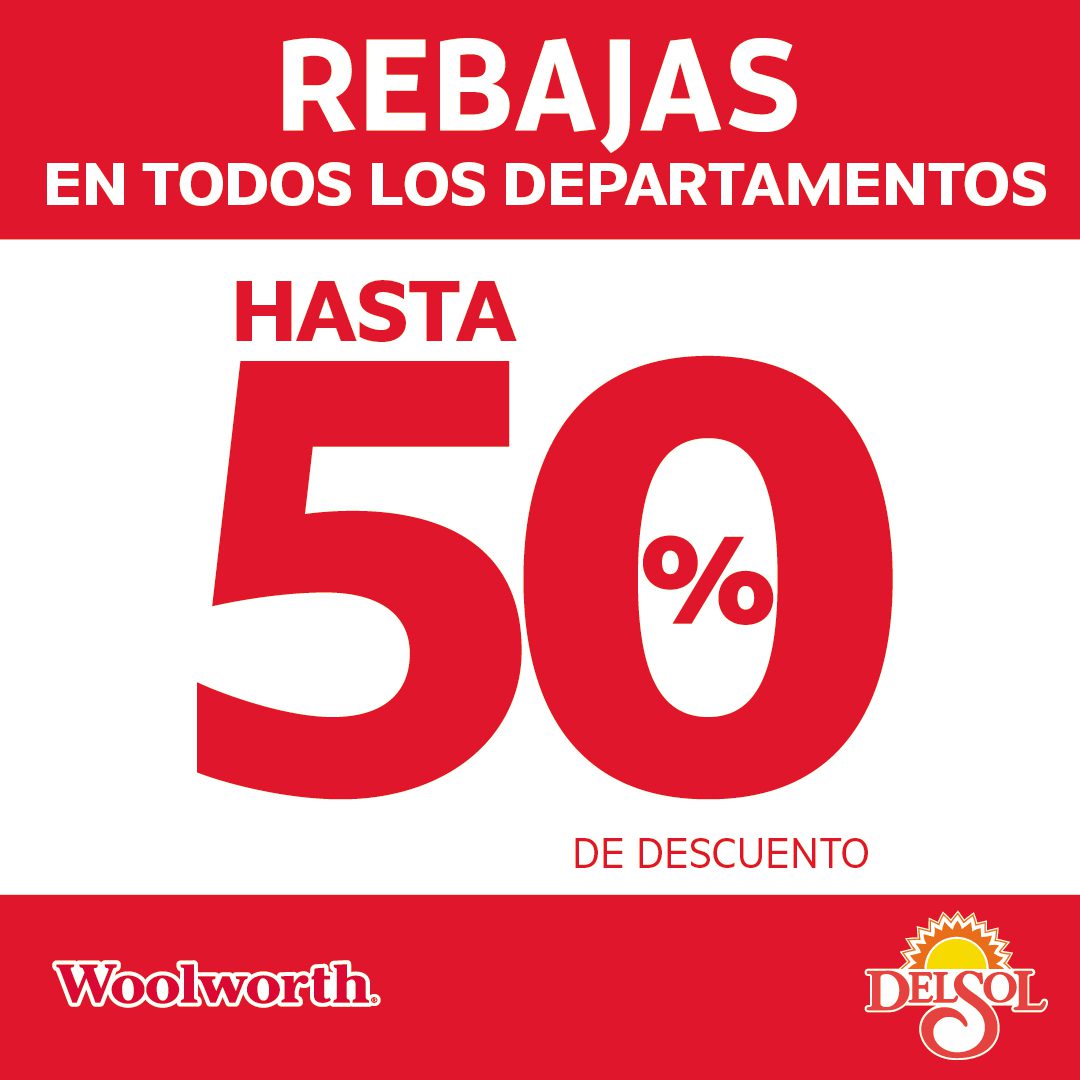 REBAJAS
EN TODOS LOS DEPARTAMENTOS
HASTA
50%
DE DESCUENTO
Woolworth®
DELSOL